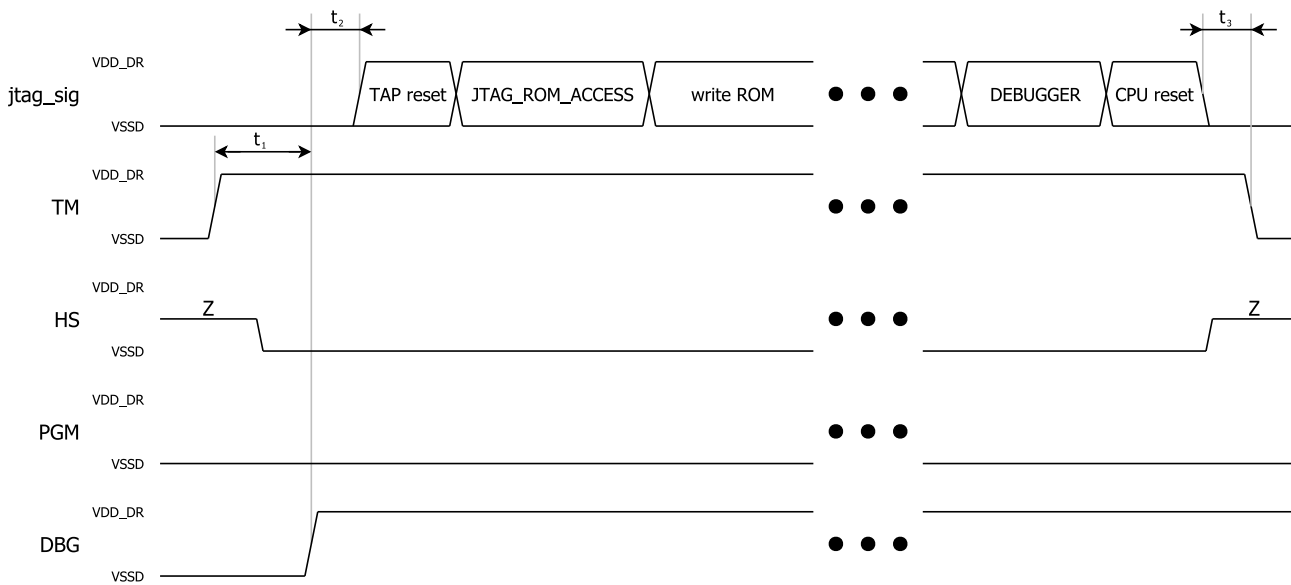 t₂ t₃
VDD_DR
jtag_sig TAP reset JTAG_ROM_ACCESS write ROM DEBUGGER CPU reset
VSSD
t₁
VDD_DR
TM
VSSD
VDD_DR
Z Z
HS
VSSD
VDD_DR
PGM
VSSD
VDD_DR
DBG
VSSD